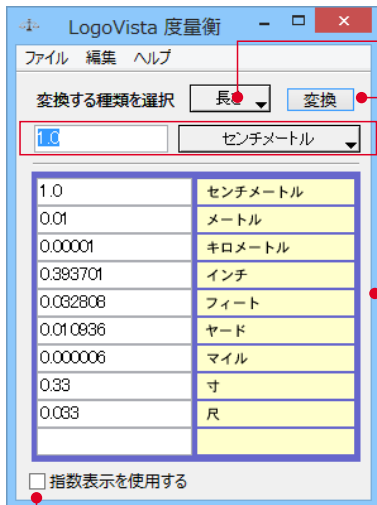 LogoVista 度量衡
ファイル 編集 ヘルプ
変換する種類を選択 長さ 変換
1.0 センチメートル
1.0 センチメートル
0.01 メートル
0.00001 キロメートル
0.393701 インチ
0.032808 フィート
0.010936 ヤード
0.000006 マイル
0.33 寸
0.033 尺
指数表示を使用する